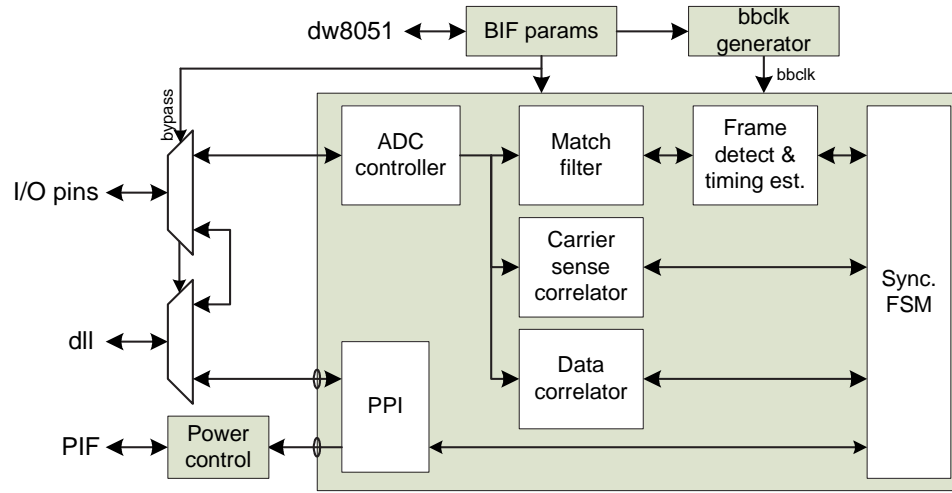 dw8051
BIF params
bbclk
generator
bbclk
bypass
ADC
controller
Match
filter
Frame
detect &
timing est.
I/O pins
Carrier
sense
correlator
Sync.
FSM
dll
Data
correlator
PPI
PIF
Power
control